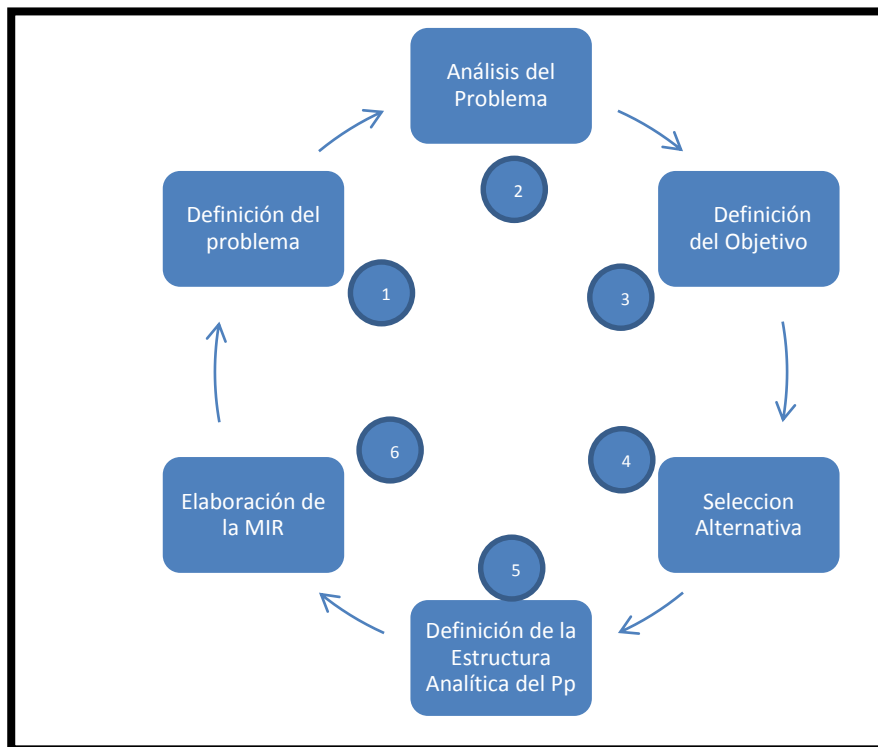 Análisis del
Problema
2
Definición del
problema
1
Definición
del Objetivo
3
6
4
Elaboración de
la MIR
Seleccion
Alternativa
5
Definición de la
Estructura
Analítica del Pp